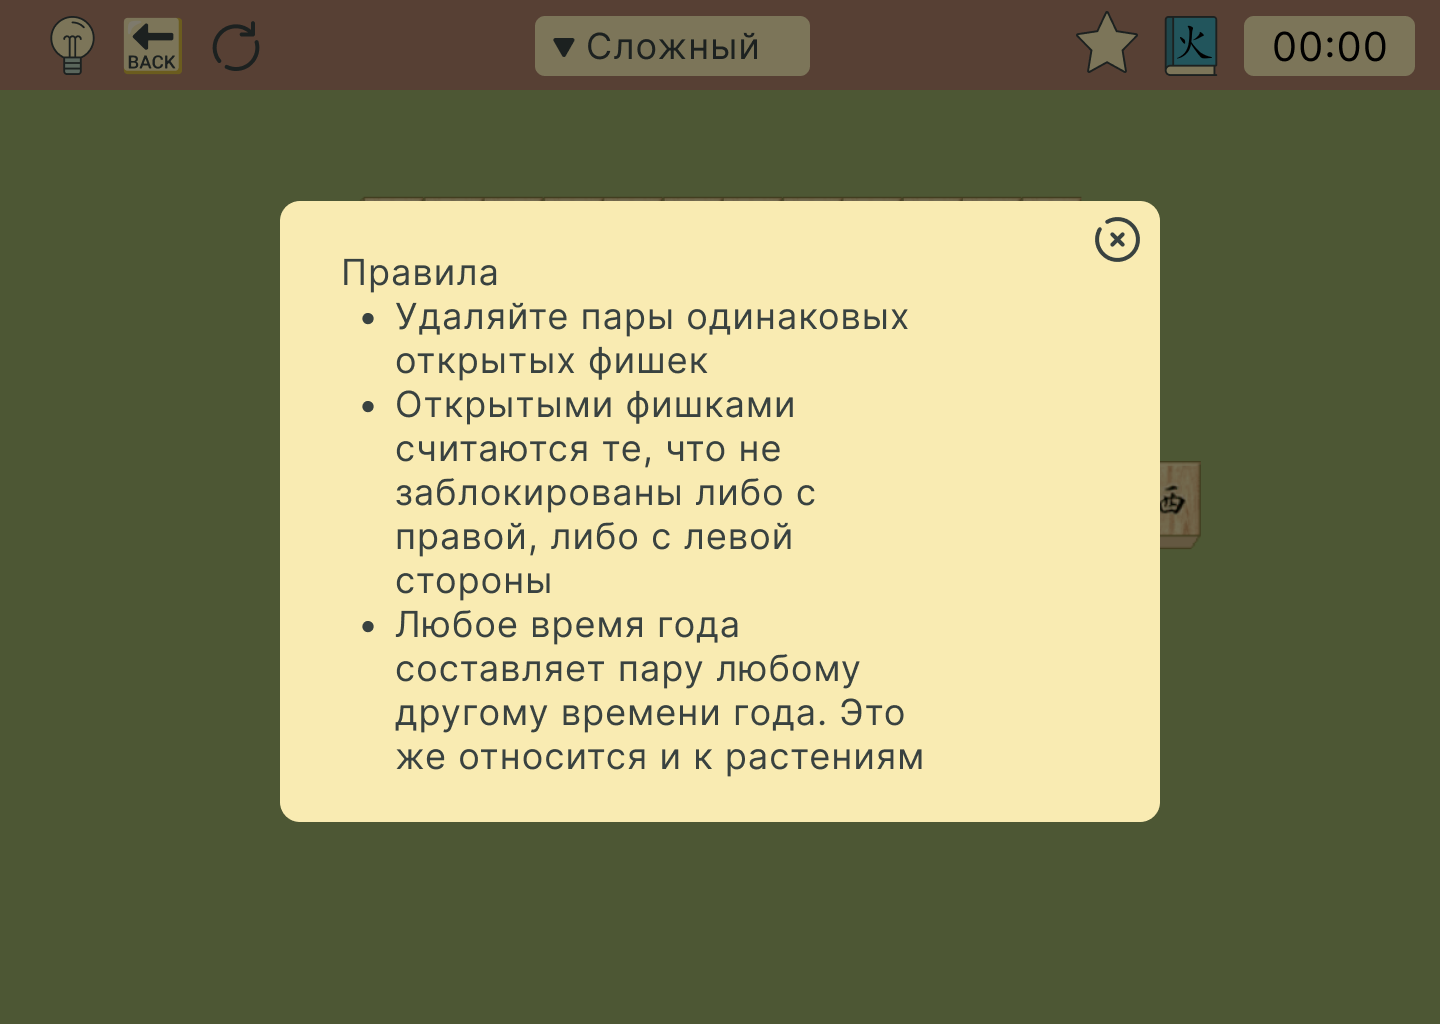 BACK
▼ Сложный
火
00:00
Правила
• Удаляйте пары одинаковых
открытых фишек
• Открытыми фишками
считаются те, что не
заблокированы либо с
правой, либо с левой
стороны
• Любое время года
составляет пару любому
другому времени года. Это
же относится и к растениям
西